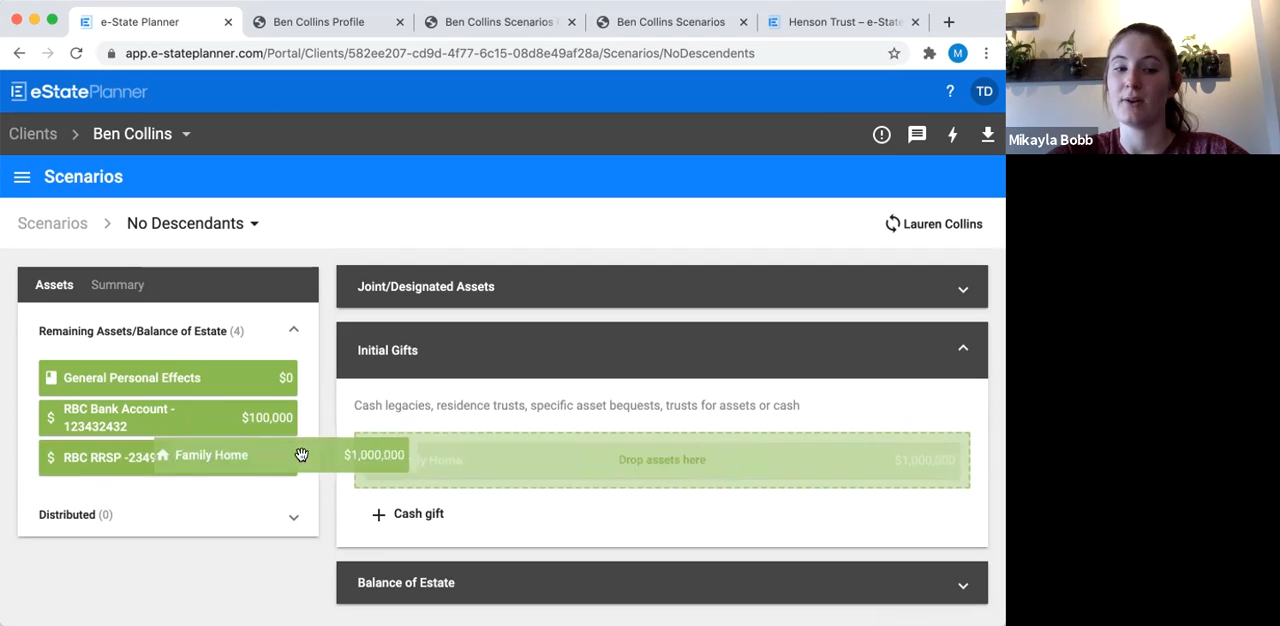 e-State Planner
Ben Collins Profile
Ben Collins Scenarios
Ben Collins Scenarios
Henson Trust – e-State
app.e-stateplanner.com/Portal/Clients/582ee207-cd9d-4f77-6c15-08d8e49af28a/Scenarios/NoDescendents
M
eStatePlanner
? TD
Clients > Ben Collins
Scenarios
Scenarios > No Descendants
Lauren Collins
Mikayla Bobb
Assets Summary
Remaining Assets/Balance of Estate (4)
General Personal Effects $0
RBC Bank Account -
123432432
$100,000
RBC RRSP -2349
Family Home $1,000,000
Distributed (0)
Joint/Designated Assets
Initial Gifts
Cash legacies, residence trusts, specific asset bequests, trusts for assets or cash
Home Drop assets here $1,000,000
+ Cash gift
Balance of Estate